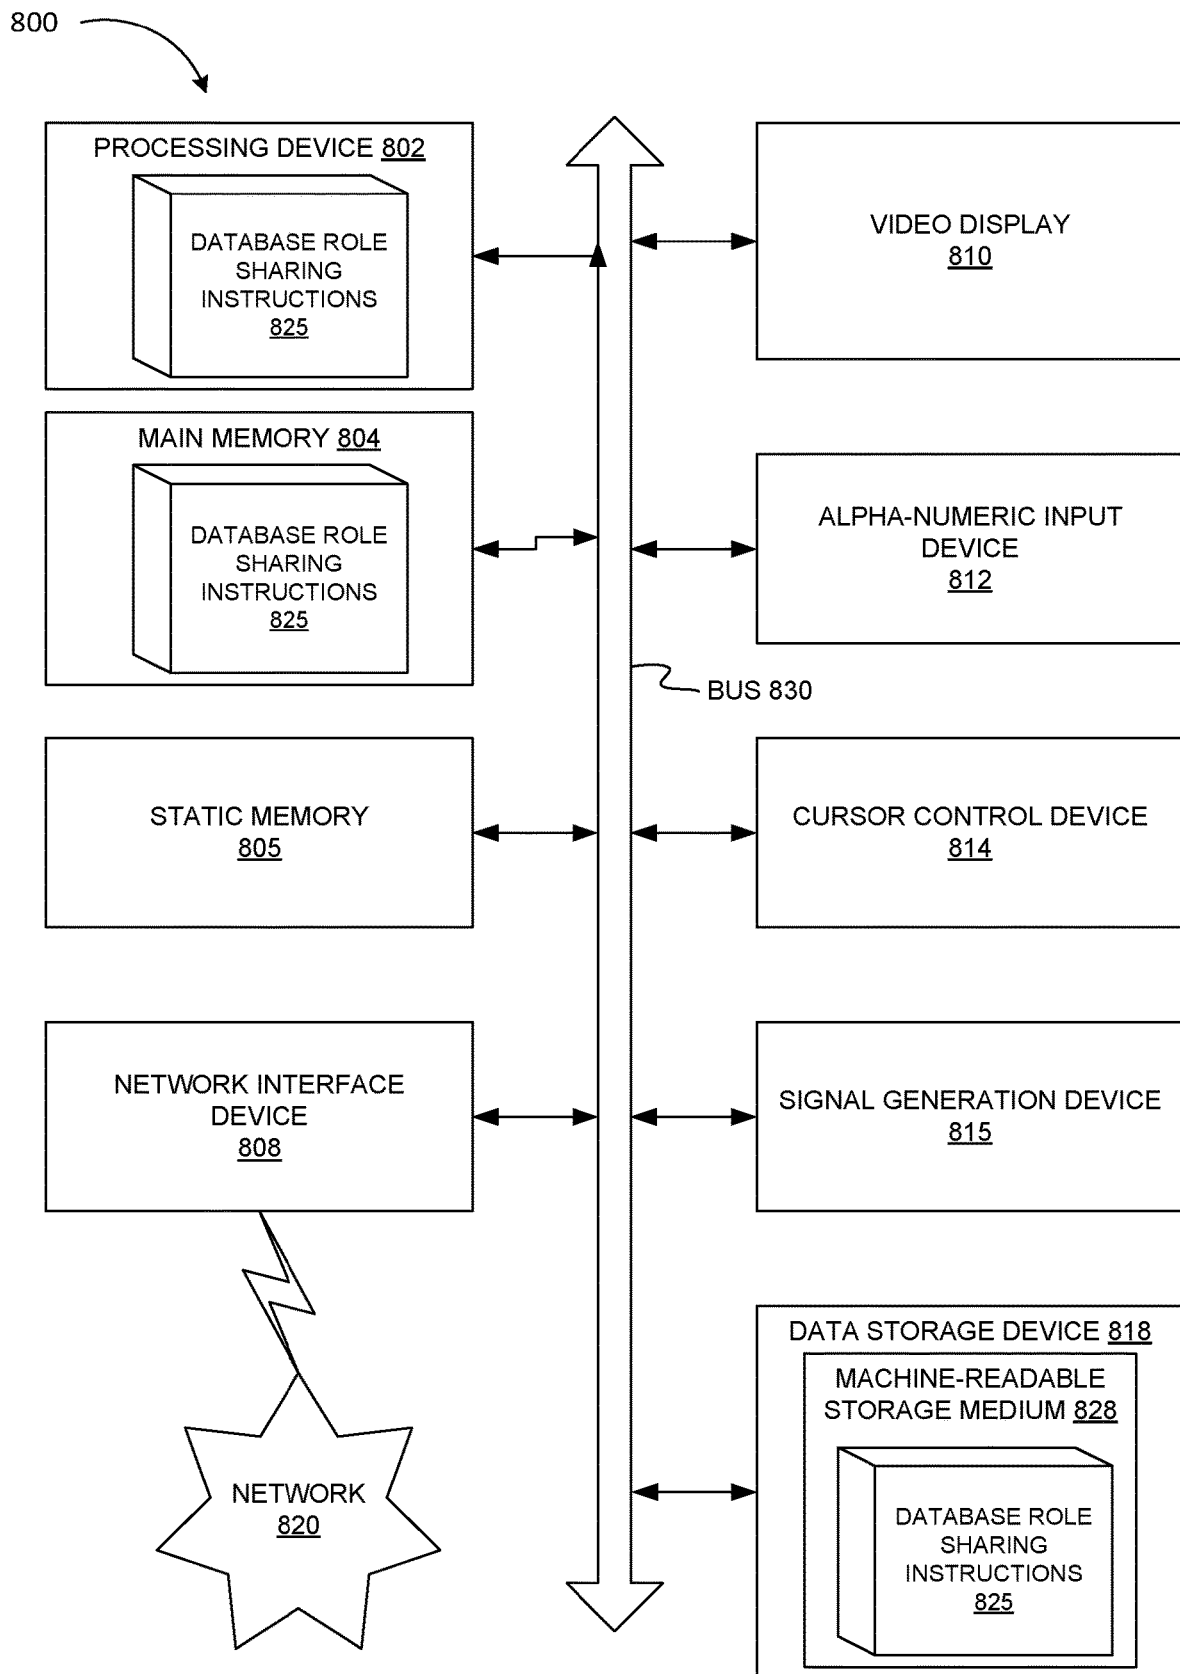 800
PROCESSING DEVICE 802
DATABASE ROLE
SHARING
INSTRUCTIONS
825
MAIN MEMORY 804
DATABASE ROLE
SHARING
INSTRUCTIONS
825
STATIC MEMORY
805
NETWORK INTERFACE
DEVICE
808
NETWORK
820
VIDEO DISPLAY
810
ALPHA-NUMERIC INPUT
DEVICE
812
BUS 830
CURSOR CONTROL DEVICE
814
SIGNAL GENERATION DEVICE
815
DATA STORAGE DEVICE 818
MACHINE-READABLE
STORAGE MEDIUM 828
DATABASE ROLE
SHARING
INSTRUCTIONS
825